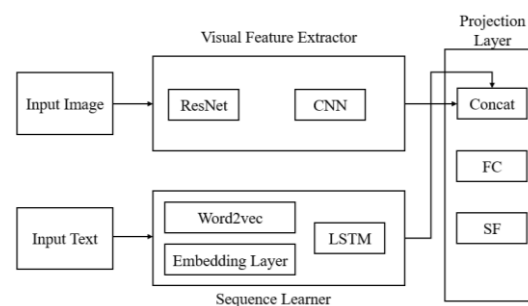 Projection
Layer
Visual Feature Extractor
Input Image
ResNet
CNN
Concat
FC
Word2vec
Input Text
LSTM
SF
Embedding Layer
Sequence Learner